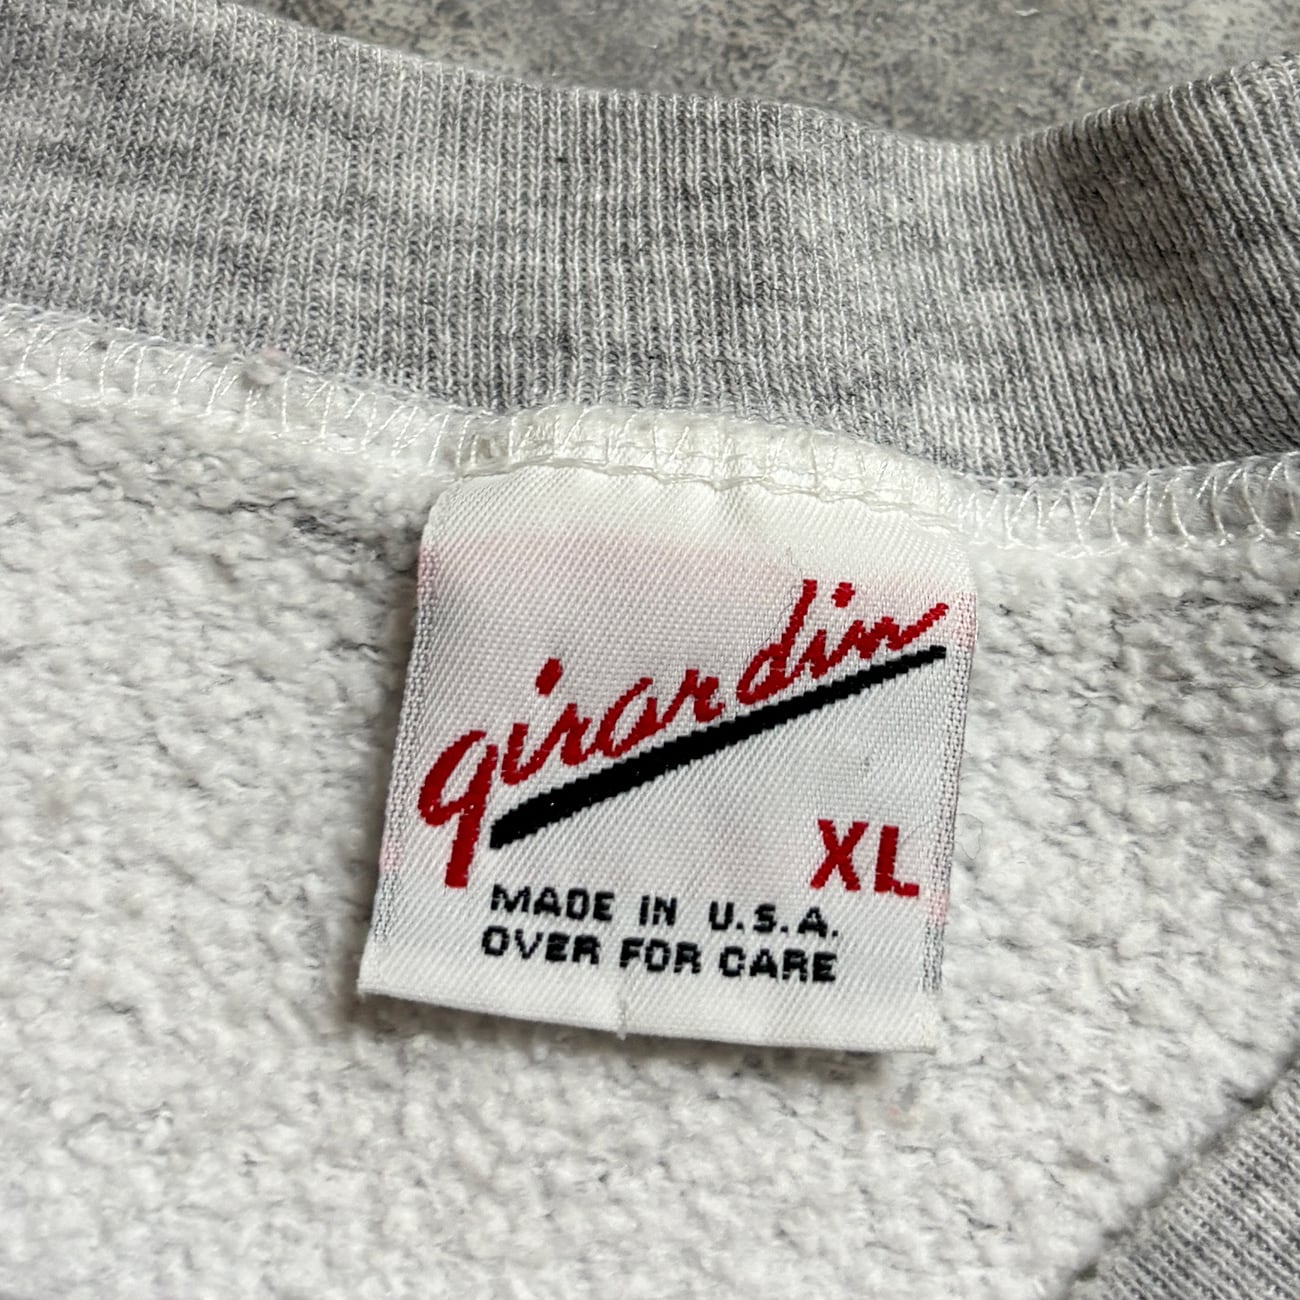 girardin
XL
MADE IN U.S.A.
OVER FOR CARE